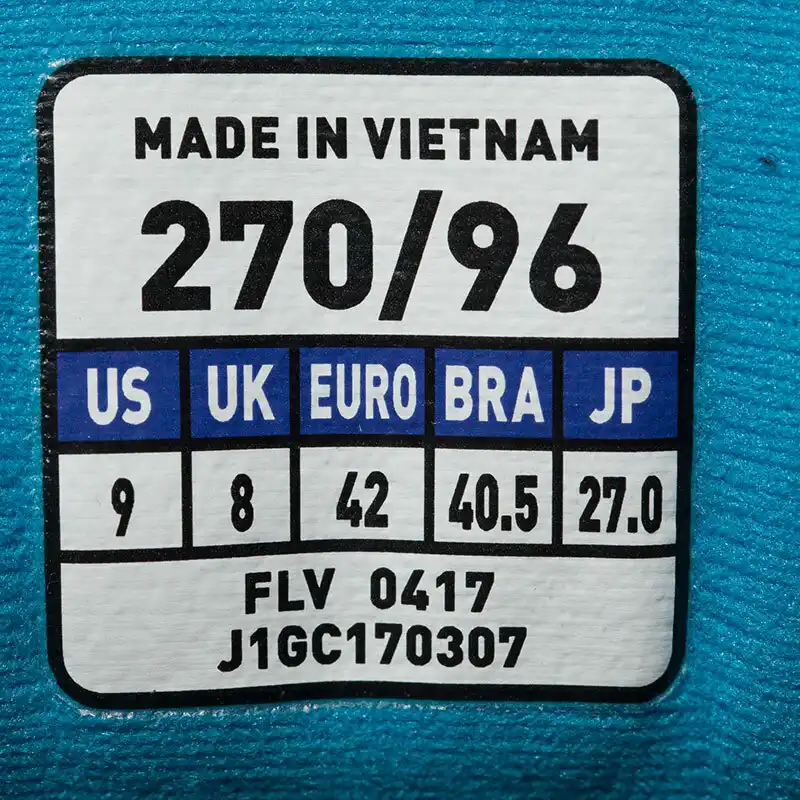 MADE IN VIETNAM
270/96
US UK EURO BRA JP
9 8 42 40.5 27.0
FLV 0417
J1GC170307